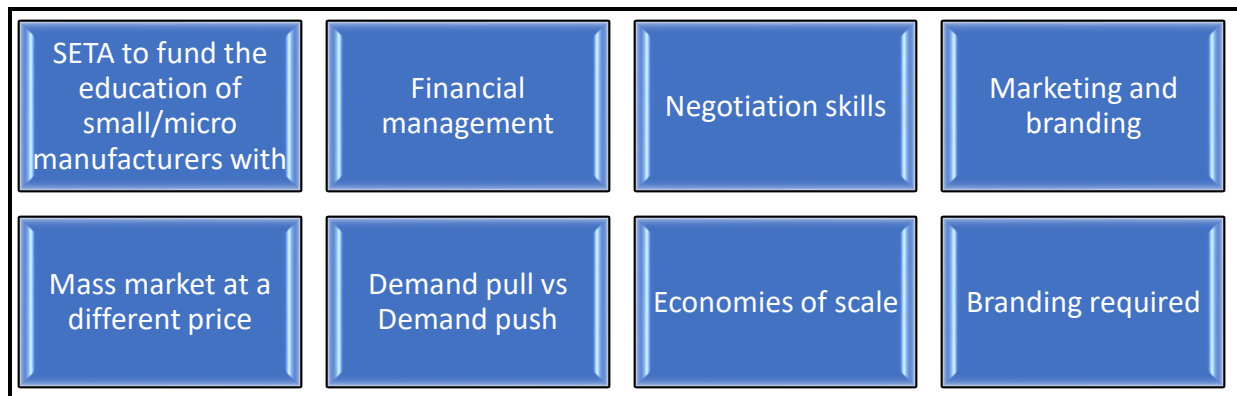 SETA to fund the
education of
small/micro
manufacturers with
Financial
management
Negotiation skills
Marketing and
branding
Mass market at a
different price
Demand pull vs
Demand push
Economies of scale
Branding required